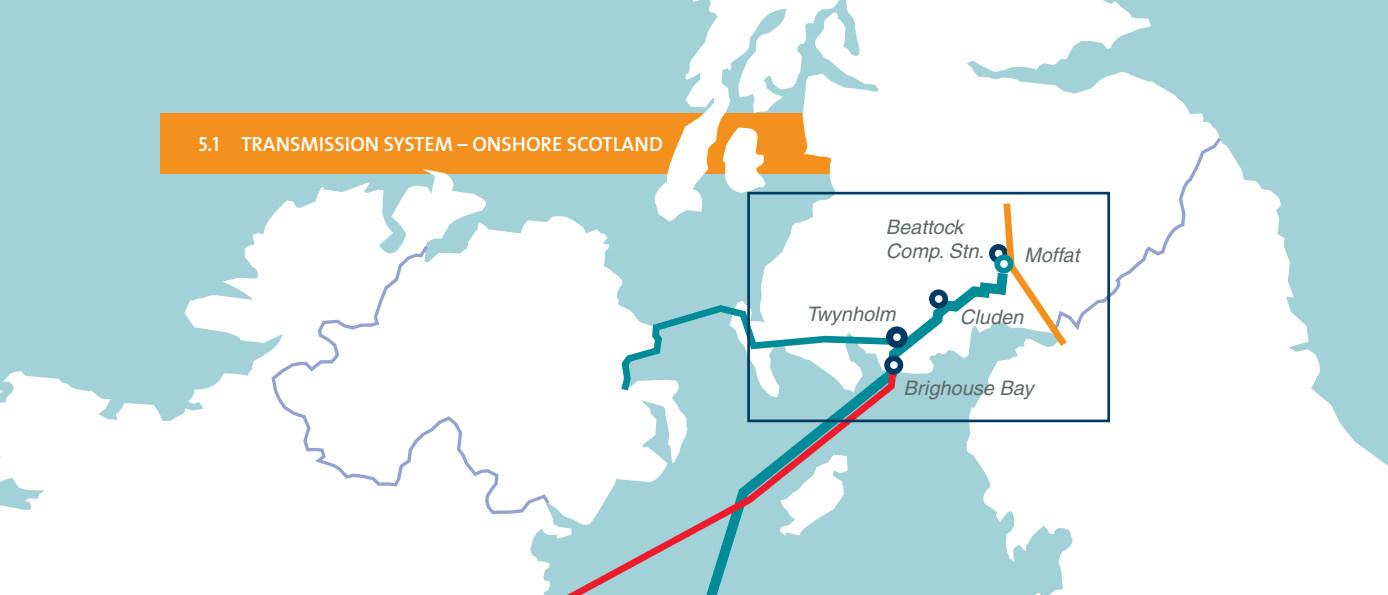 5.1 TRANSMISSION SYSTEM – ONSHORE SCOTLAND
Beattock
Comp. Stn.
Moffat
Twynholm
Cluden
Brighouse Bay